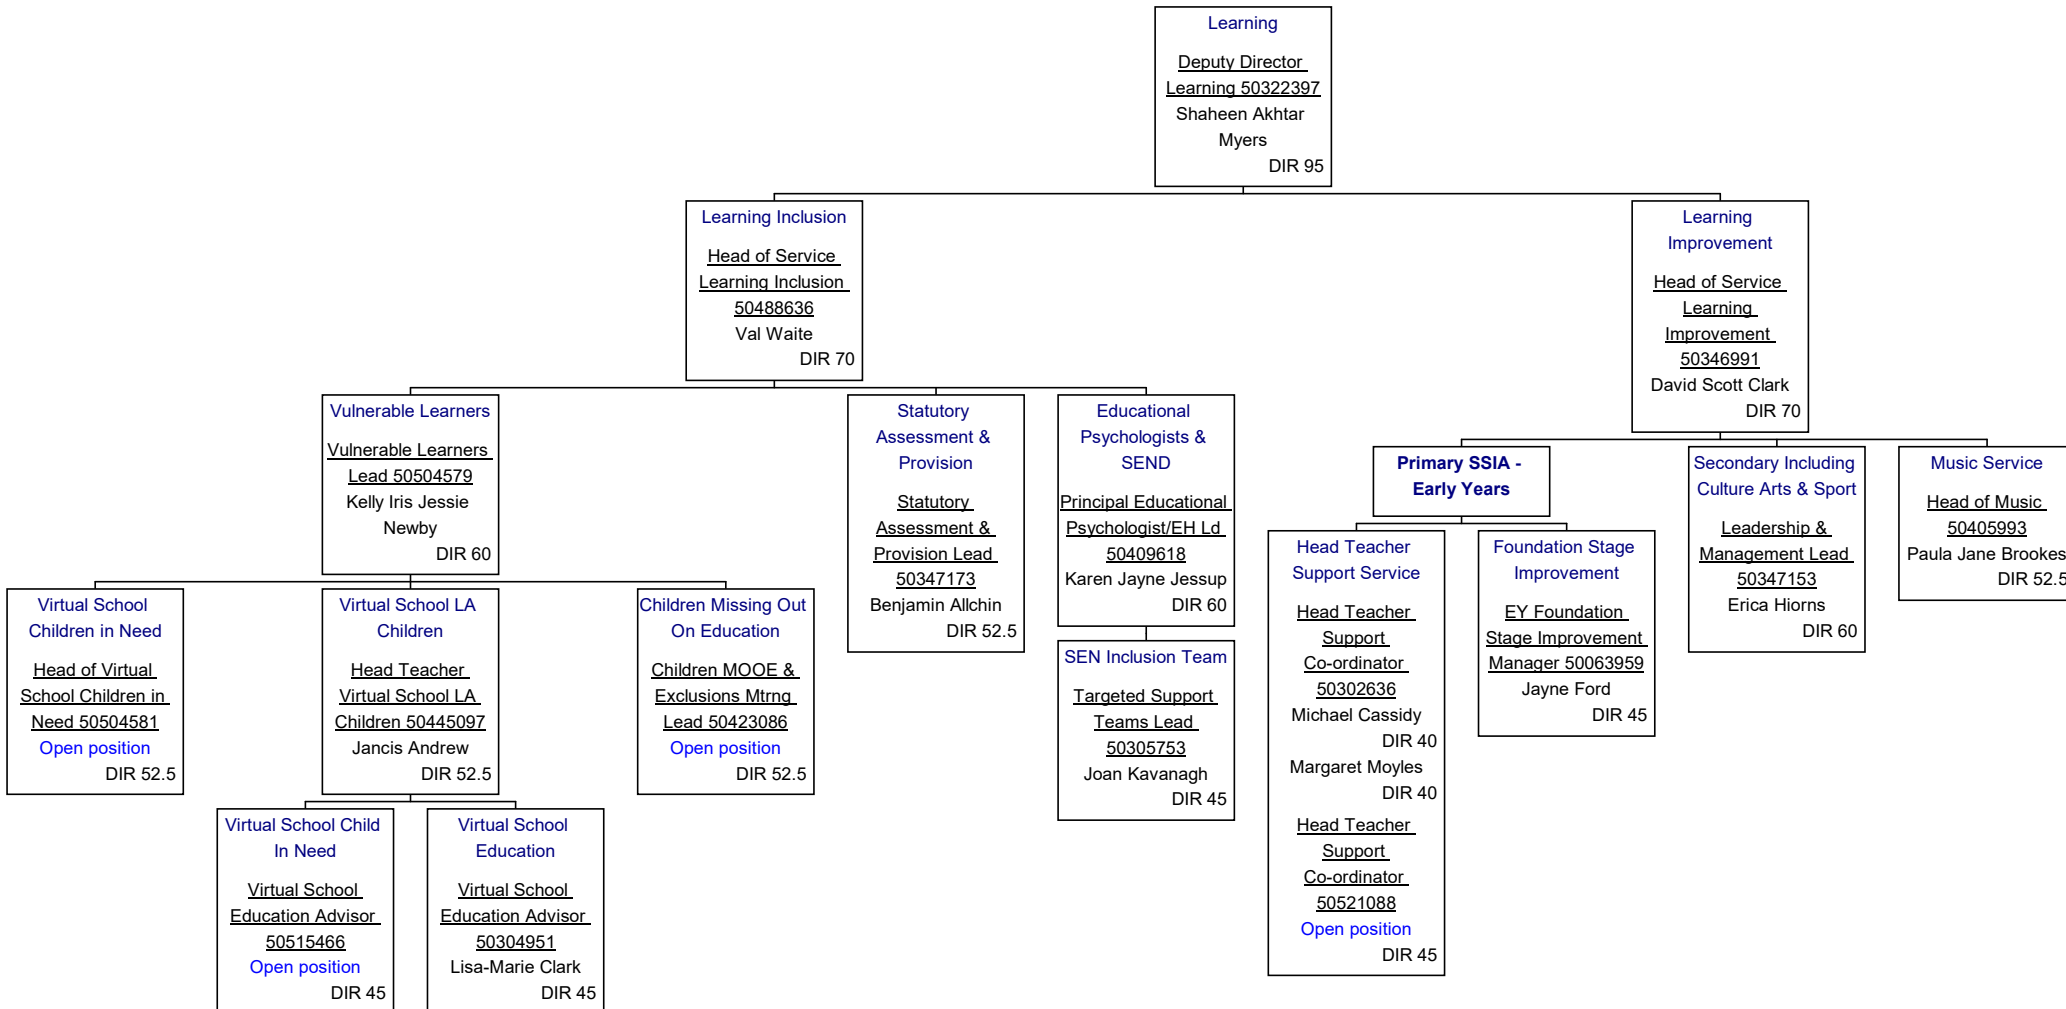 Learning
Deputy Director
Learning 50322397
Shaheen Akhtar
Myers
DIR 95
Learning Inclusion
Head of Service
Learning Inclusion
50488636
Val Waite
DIR 70
Learning
Improvement
Head of Service
Learning
Improvement
50346991
David Scott Clark
DIR 70
Vulnerable Learners
Vulnerable Learners
Lead 50504579
Kelly Iris Jessie
Newby
DIR 60
Statutory
Assessment &
Provision
Statutory
Assessment &
Provision Lead
50347173
Benjamin Allchin
DIR 52.5
Educational
Psychologists &
SEND
Principal Educational
Psychologist/EH Ld
50409618
Karen Jayne Jessup
DIR 60
Primary SSIA -
Early Years
Secondary Including
Culture Arts & Sport
Leadership &
Management Lead
50347153
Erica Hiorns
DIR 60
Music Service
Head of Music
50405993
Paula Jane Brookes
DIR 52.5
Virtual School
Children in Need
Head of Virtual
School Children in
Need 50504581
Open position
DIR 52.5
Virtual School LA
Children
Head Teacher
Virtual School LA
Children 50445097
Jancis Andrew
DIR 52.5
Children Missing Out
On Education
Children MOOE &
Exclusions Mtrng
Lead 50423086
Open position
DIR 52.5
SEN Inclusion Team
Targeted Support
Teams Lead
50305753
Joan Kavanagh
DIR 45
Head Teacher
Support Service
Head Teacher
Support
Co-ordinator
50302636
Michael Cassidy
DIR 40
Margaret Moyles
DIR 40
Head Teacher
Support
Co-ordinator
50521088
Open position
DIR 45
Foundation Stage
Improvement
EY Foundation
Stage Improvement
Manager 50063959
Jayne Ford
DIR 45
Virtual School Child
In Need
Virtual School
Education Advisor
50515466
Open position
DIR 45
Virtual School
Education
Virtual School
Education Advisor
50304951
Lisa-Marie Clark
DIR 45